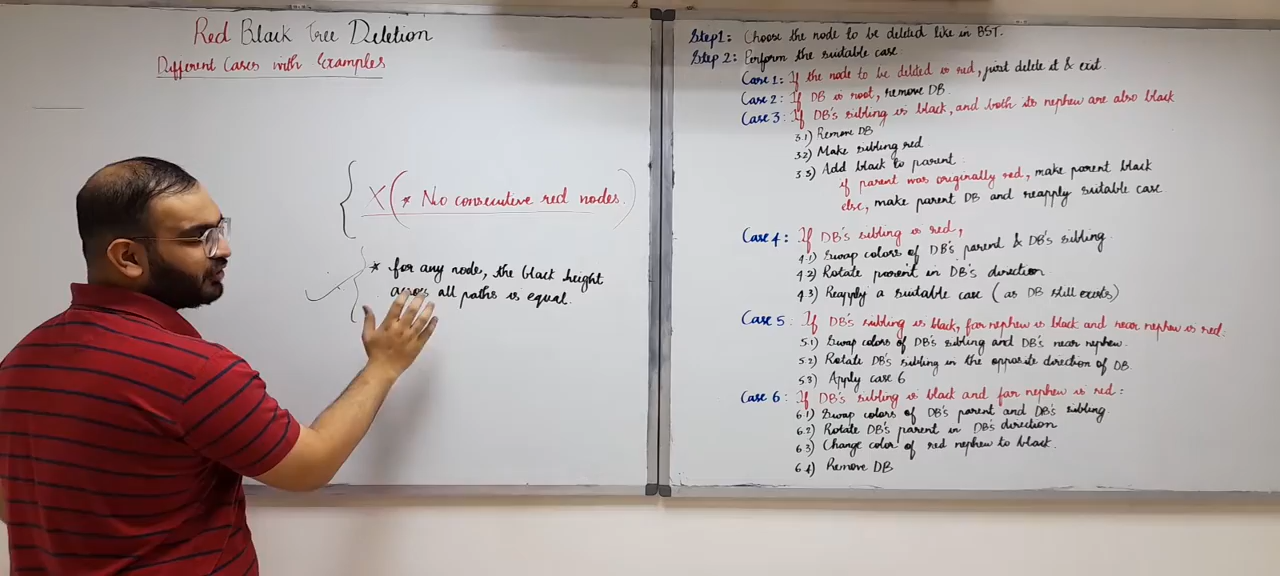 Red Black Tree Deletion
Different Cases with Examples
X ( * No consecutive red nodes. )
* for any node, the black height
across all paths is equal.
Step1: Choose the node to be deleted like in BST.
Step 2: Perform the suitable case.
Case 1: If the node to be deleted is red, just delete it & exit.
Case 2: If DB is root, remove DB.
Case 3: If DB's sibling is black, and both its nephew are also black
3.1) Remove DB
3.2) Make sibling red.
3.3) Add black to parent.
if parent was originally red, make parent black
else, make parent DB and reapply suitable case.
Case 4: If DB's sibling is red,
4.1) Swap colors of DB's parent & DB's sibling.
4.2) Rotate parent in DB's direction.
4.3) Reapply a suitable case (as DB still exists)
Case 5: If DB's sibling is black, far nephew is black and near nephew is red.
5.1) Swap colors of DB's sibling and DB's near nephew.
5.2) Rotate DB's sibling in the opposite direction of DB.
5.3) Apply case 6
Case 6: If DB's sibling is black and far nephew is red:
6.1) Swap colors of DB's parent and DB's sibling
6.2) Rotate DB's parent in DB's direction
6.3) Change color of red nephew to black.
6.4) Remove DB